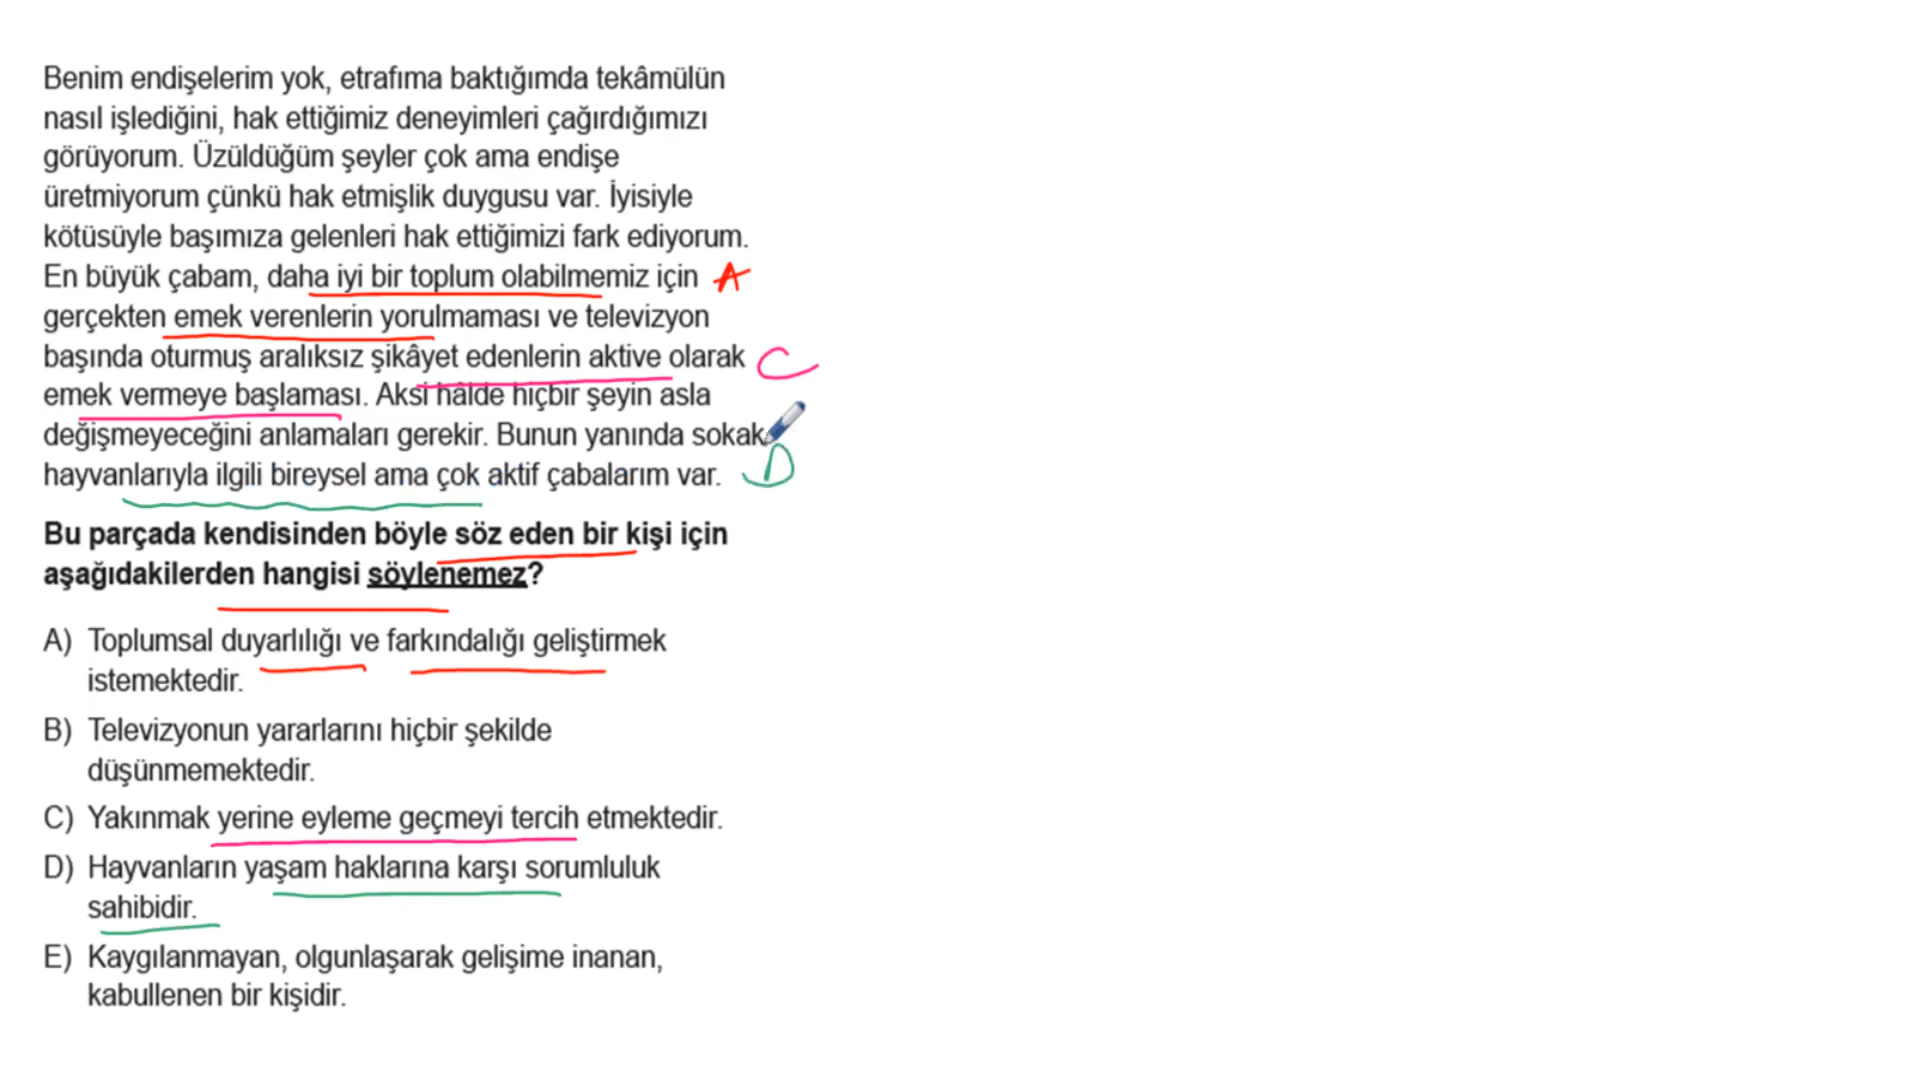 Benim endişelerim yok, etrafıma baktığımda tekâmülün
nasıl işlediğini, hak ettiğimiz deneyimleri çağırdığımızı
görüyorum. Üzüldüğüm şeyler çok ama endişe
üretmiyorum çünkü hak etmişlik duygusu var. İyisiyle
kötüsüyle başımıza gelenleri hak ettiğimizi fark ediyorum.
En büyük çabam, daha iyi bir toplum olabilmemiz için A
gerçekten emek verenlerin yorulmaması ve televizyon
başında oturmuş aralıksız şikâyet edenlerin aktive olarak C
emek vermeye başlaması. Aksi hâlde hiçbir şeyin asla
değişmeyeceğini anlamaları gerekir. Bunun yanında sokak
hayvanlarıyla ilgili bireysel ama çok aktif çabalarım var. D
Bu parçada kendisinden böyle söz eden bir kişi için
aşağıdakilerden hangisi söylenemez?
A) Toplumsal duyarlılığı ve farkındalığı geliştirmek
istemektedir.
B) Televizyonun yararlarını hiçbir şekilde
düşünmemektedir.
C) Yakınmak yerine eyleme geçmeyi tercih etmektedir.
D) Hayvanların yaşam haklarına karşı sorumluluk
sahibidir.
E) Kaygılanmayan, olgunlaşarak gelişime inanan,
kabullenen bir kişidir.